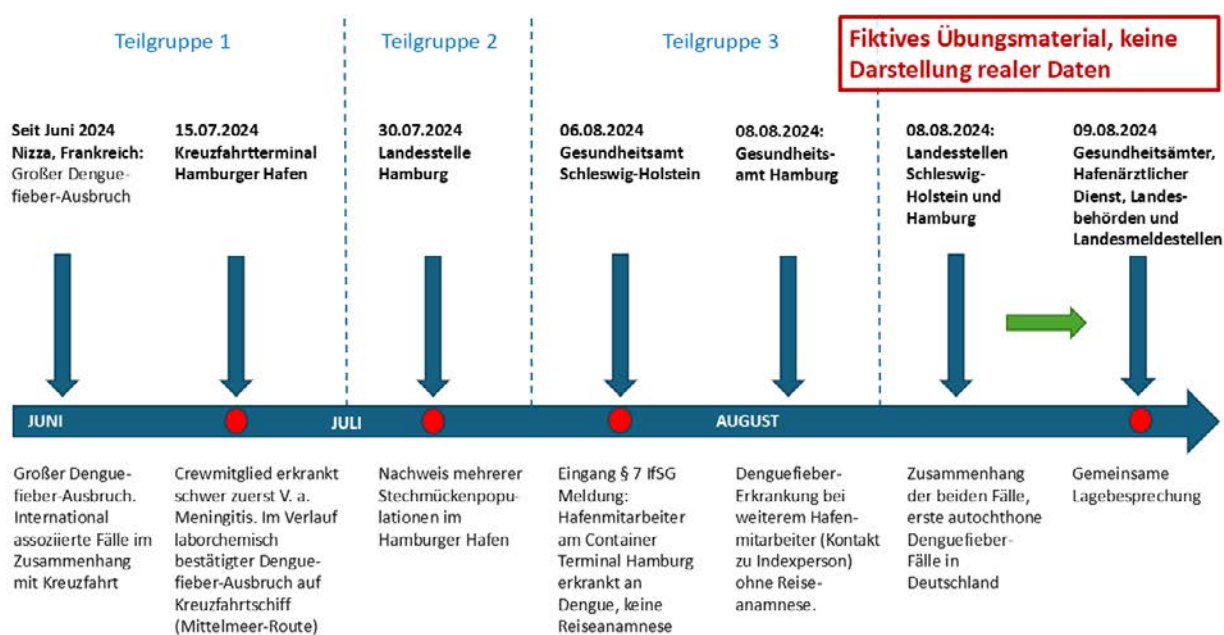 Teilgruppe 1
Teilgruppe 2
Teilgruppe 3
Fiktives Übungsmaterial, keine
Darstellung realer Daten
Seit Juni 2024
Nizza, Frankreich:
Großer Dengue-
fieber-Ausbruch
15.07.2024
Kreuzfahrtterminal
Hamburger Hafen
30.07.2024
Landesstelle
Hamburg
06.08.2024
Gesundheitsamt
Schleswig-Holstein
08.08.2024:
Gesundheits-
amt Hamburg
08.08.2024:
Landesstellen
Schleswig-
Holstein und
Hamburg
09.08.2024
Gesundheitsämter,
Hafenärztlicher
Dienst, Landes-
behörden und
Landesmeldestellen
JUNI
JULI
AUGUST
Großer Dengue-
fieber-Ausbruch.
International
assoziierte Fälle im
Zusammenhang
mit Kreuzfahrt
Crewmitglied erkrankt
schwer zuerst V. a.
Meningitis. Im Verlauf
laborchemisch
bestätigter Dengue-
fieber-Ausbruch auf
Kreuzfahrtschiff
(Mittelmeer-Route)
Nachweis mehrerer
Stechmückenpopu-
lationen im
Hamburger Hafen
Eingang § 7 IfSG
Meldung:
Hafenmitarbeiter
am Container
Terminal Hamburg
erkrankt an
Dengue, keine
Reiseanamnese
Denguefieber-
Erkrankung bei
weiterem Hafen-
mitarbeiter (Kontakt
zu Indexperson)
ohne Reise-
anamnese.
Zusammenhang
der beiden Fälle,
erste autochthone
Denguefieber-
Fälle in
Deutschland
Gemeinsame
Lagebesprechung